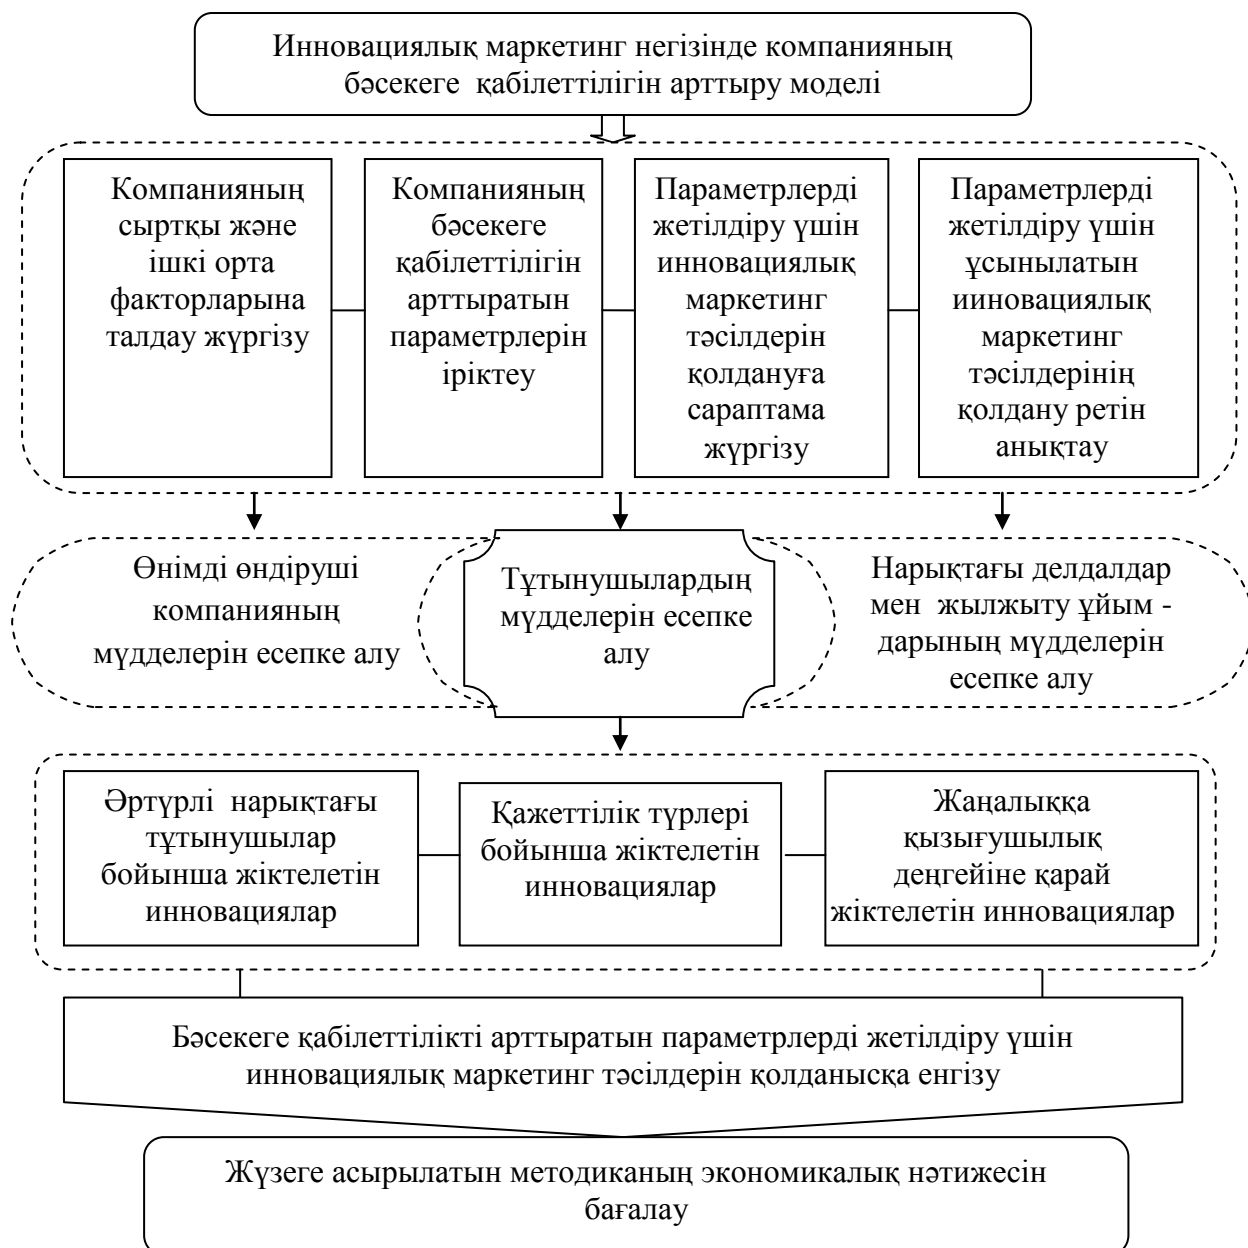 Инновациялық маркетинг негізінде компанияның
бәсекеге қабілеттілігін арттыру моделі
Компанияның
сыртқы және
ішкі орта
факторларына
талдау жүргізу
Компанияның
бәсекеге
қабілеттілігін
арттыратын
параметрлерін
іріктеу
Параметрлерді
жетілдіру үшін
инновациялық
маркетинг
тәсілдерін
қолдануға
сараптама
жүргізу
Параметрлерді
жетілдіру үшін
ұсынылатын
ииновациялық
маркетинг
тәсілдерінің
қолдану ретін
анықтау
Өнімді өндіруші
компанияның
мүдделерін есепке алу
Тұтынушылардың
мүдделерін есепке
алу
Нарықтағы делдалдар
мен жылжыту ұйым -
дарының мүдделерін
есепке алу
Әртүрлі нарықтағы
тұтынушылар
бойынша жіктелетін
инновациялар
Қажеттілік түрлері
бойынша жіктелетін
инновациялар
Жаңалыққа
қызығушылық
деңгейіне қарай
жіктелетін инновациялар
Бәсекеге қабілеттілікті арттыратын параметрлерді жетілдіру үшін
инновациялық маркетинг тәсілдерін қолданысқа енгізу
Жүзеге асырылатын методиканың экономикалық нәтижесін
бағалау